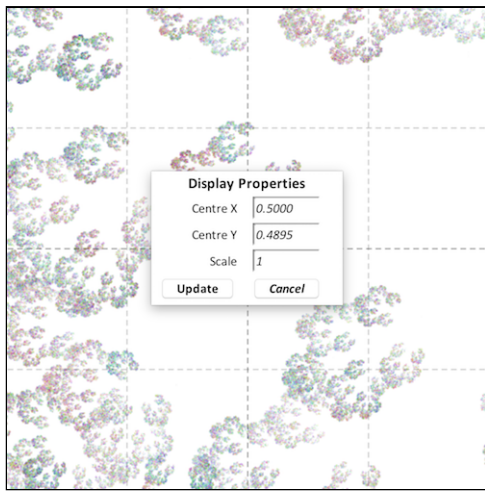 Display Properties
Centre X 0.5000
Centre Y 0.4895
Scale 1
Update Cancel